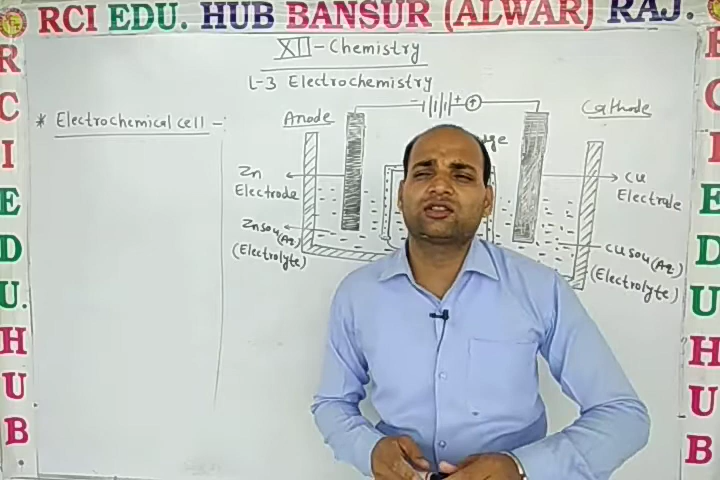 RCI EDU. HUB BANSUR (ALWAR) RAJ.
XII - Chemistry
L-3 Electrochemistry
* Electrochemical cell -:
Anode
Cathode
- +
Zn
Electrode
Cu
Electrode
ZnSO4 (Aq.)
(Electrolyte)
CuSO4 (Aq.)
(Electrolyte)
RCI EDU. HUB
RCI EDU HUB